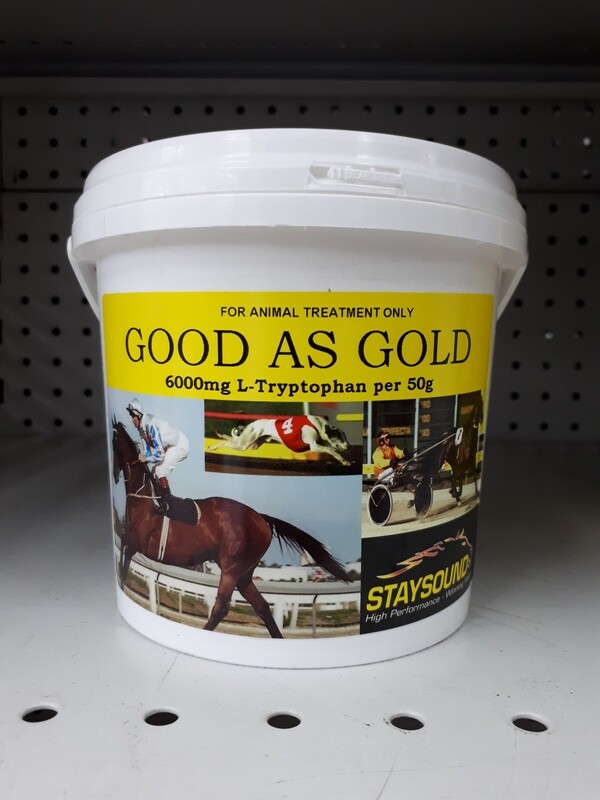 FOR ANIMAL TREATMENT ONLY
GOOD AS GOLD
6000mg L-Tryptophan per 50g
4
STAYSOUND
High Performance -